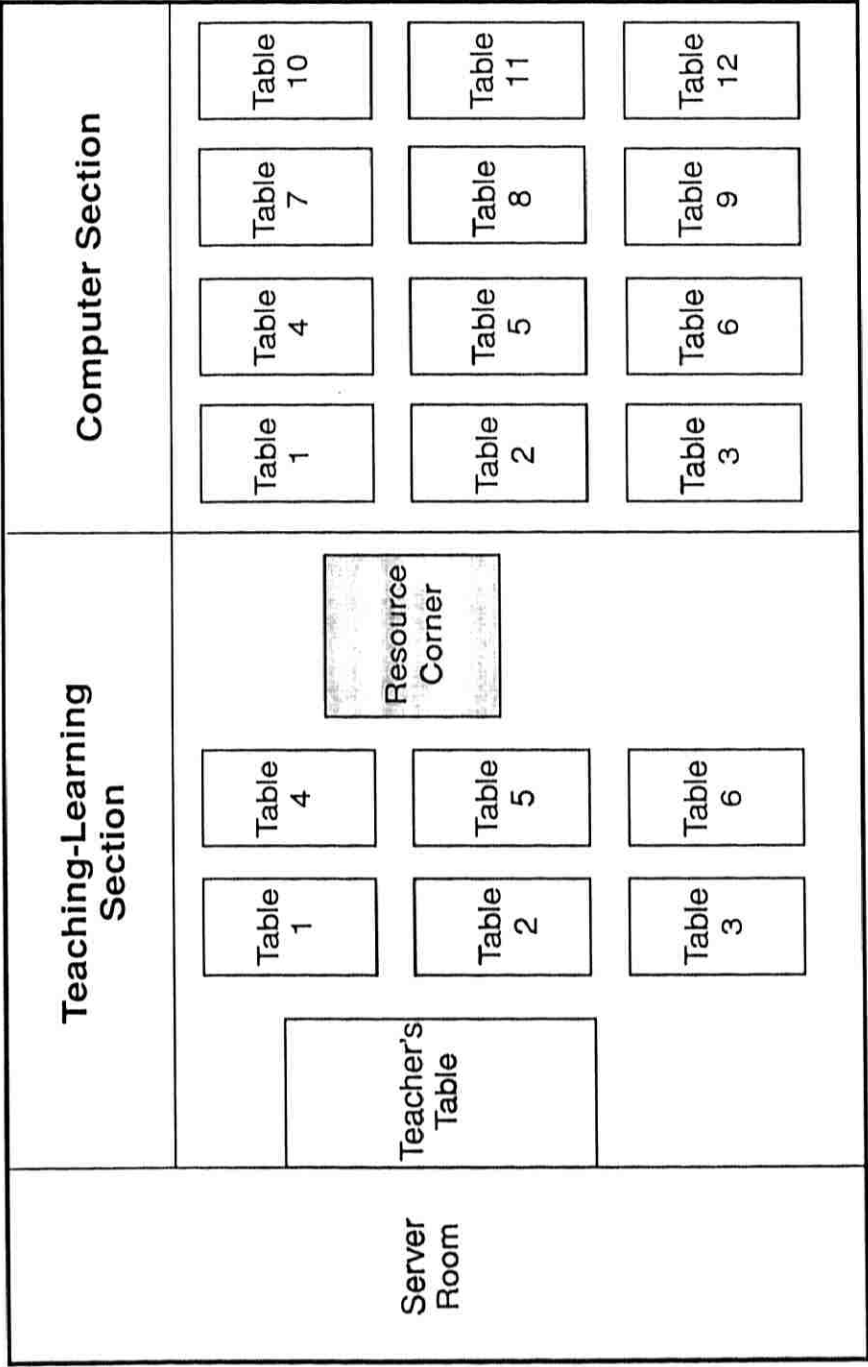 Server
Room
Teaching-Learning
Section
Teacher's
Table
Table
1
Table
4
Table
2
Table
5
Table
3
Table
6
Resource
Corner
Computer Section
Table
1
Table
4
Table
7
Table
10
Table
2
Table
5
Table
8
Table
11
Table
3
Table
6
Table
9
Table
12